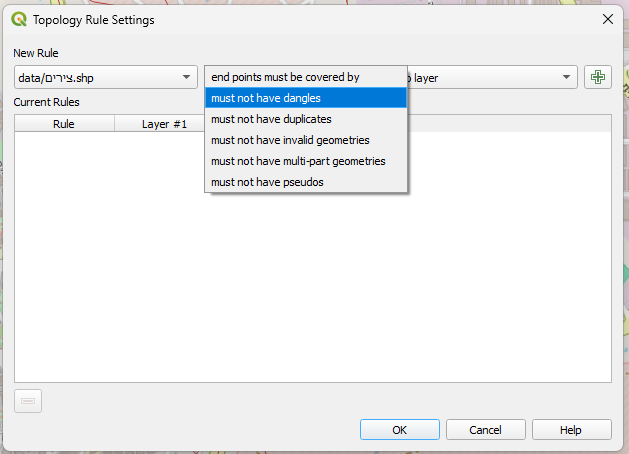 Topology Rule Settings
New Rule
data/צירים.shp
end points must be covered by
layer
must not have dangles
must not have duplicates
must not have invalid geometries
must not have multi-part geometries
must not have pseudos
Current Rules
Rule
Layer #1
OK
Cancel
Help